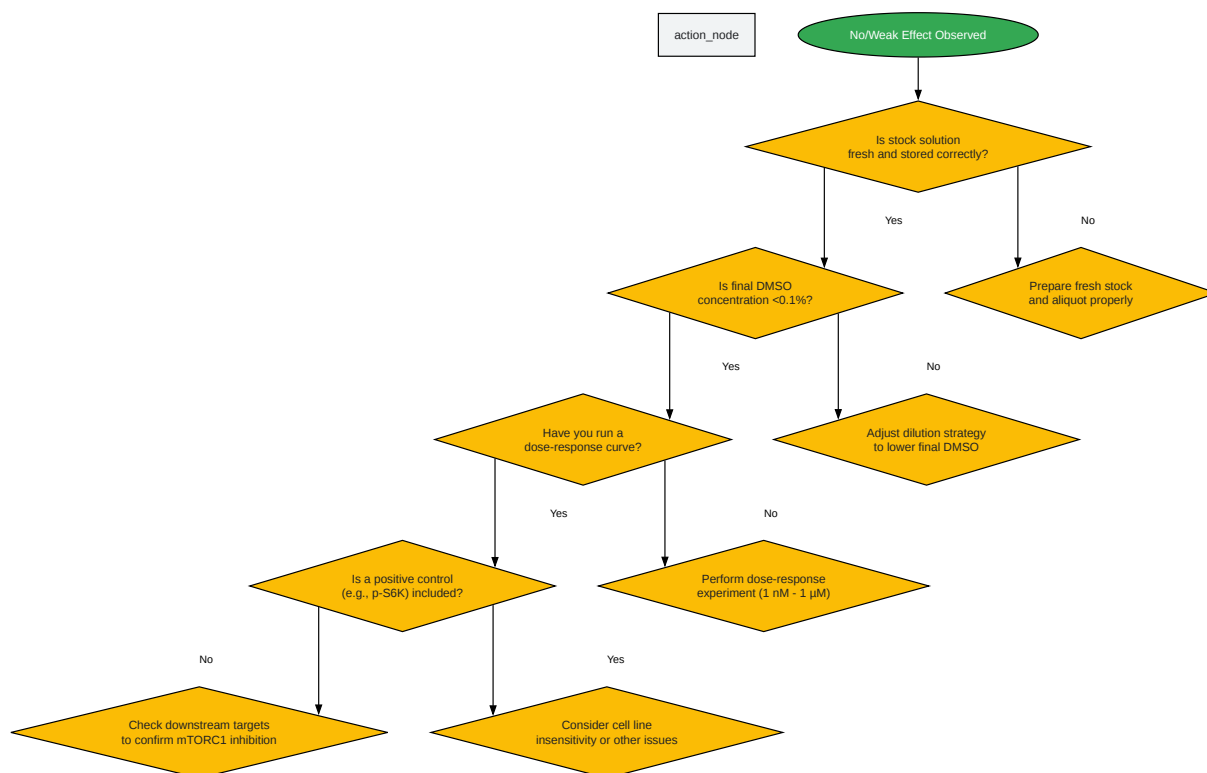 action_node
No/Weak Effect Observed
Is stock solution
fresh and stored correctly?
Yes
No
Is final DMSO
concentration <0.1%?
Prepare fresh stock
and aliquot properly
Yes
No
Have you run a
dose-response curve?
Adjust dilution strategy
to lower final DMSO
Yes
No
Is a positive control
(e.g., p-S6K) included?
Perform dose-response
experiment (1 nM - 1 µM)
No
Yes
Check downstream targets
to confirm mTORC1 inhibition
Consider cell line
insensitivity or other issues